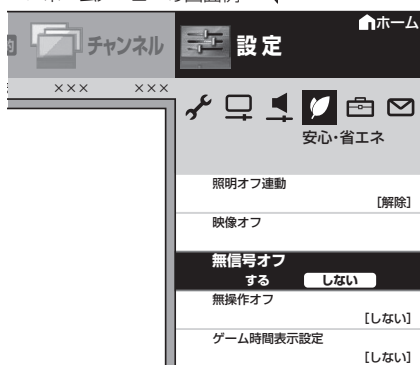 チャンネル
設定
ホーム
××× ×××
安心・省エネ
照明オフ連動
[解除]
映像オフ
無信号オフ
する しない
無操作オフ
[しない]
ゲーム時間表示設定
[しない]